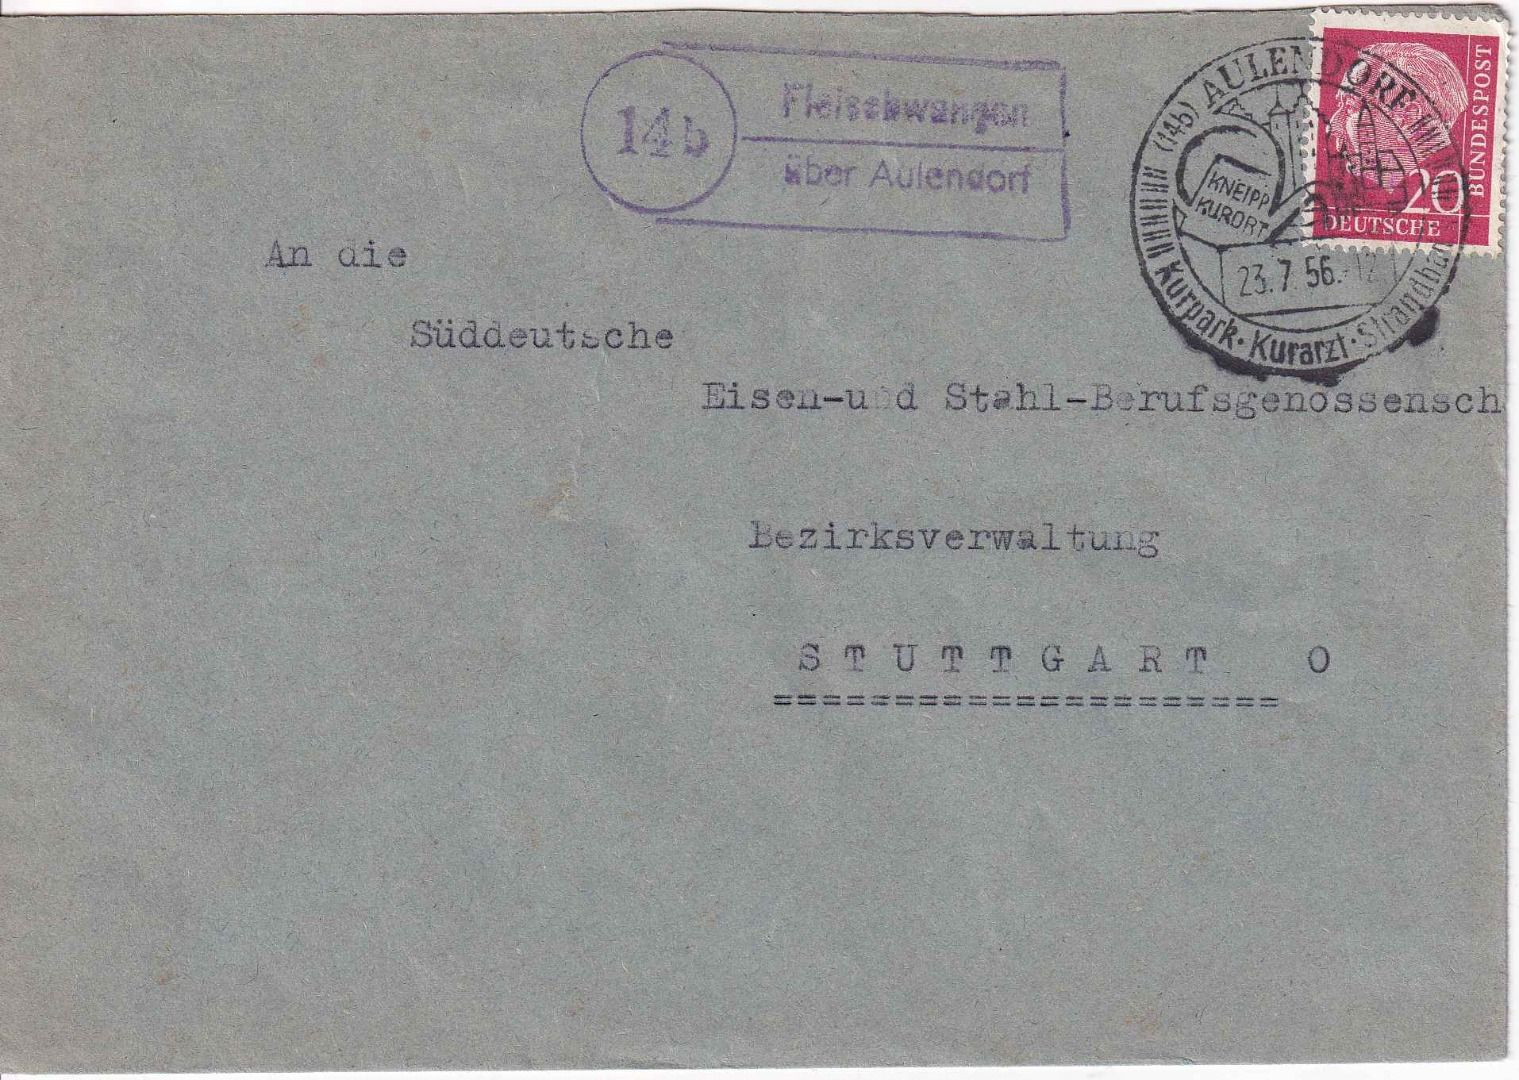 14b
Fleischwangen
über Aulendorf
(14b) AULENDORF
KNEIPP
KURORT
23.7.56.-12
Kurpark · Kurarzt ·
BUNDESPOST
20
DEUTSCHE
An die
Süddeutsche
Eisen-und Stahl-Berufsgenossensch
Bezirksverwaltung
STUTTGART O
=====================